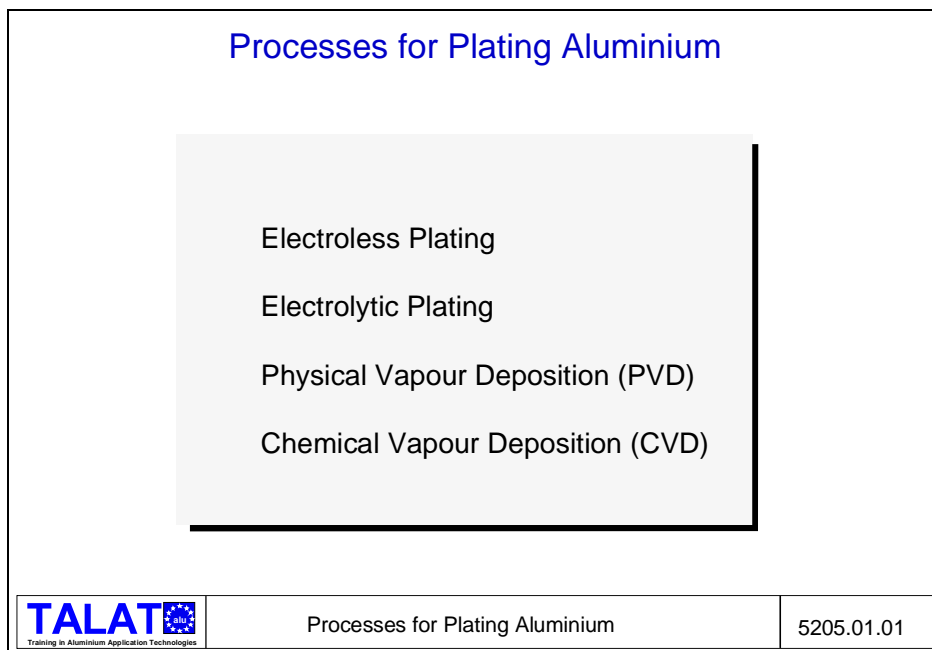 Processes for Plating Aluminium
Electroless Plating
Electrolytic Plating
Physical Vapour Deposition (PVD)
Chemical Vapour Deposition (CVD)
TALAT alu
Training in Aluminium Application Technologies
Processes for Plating Aluminium
5205.01.01